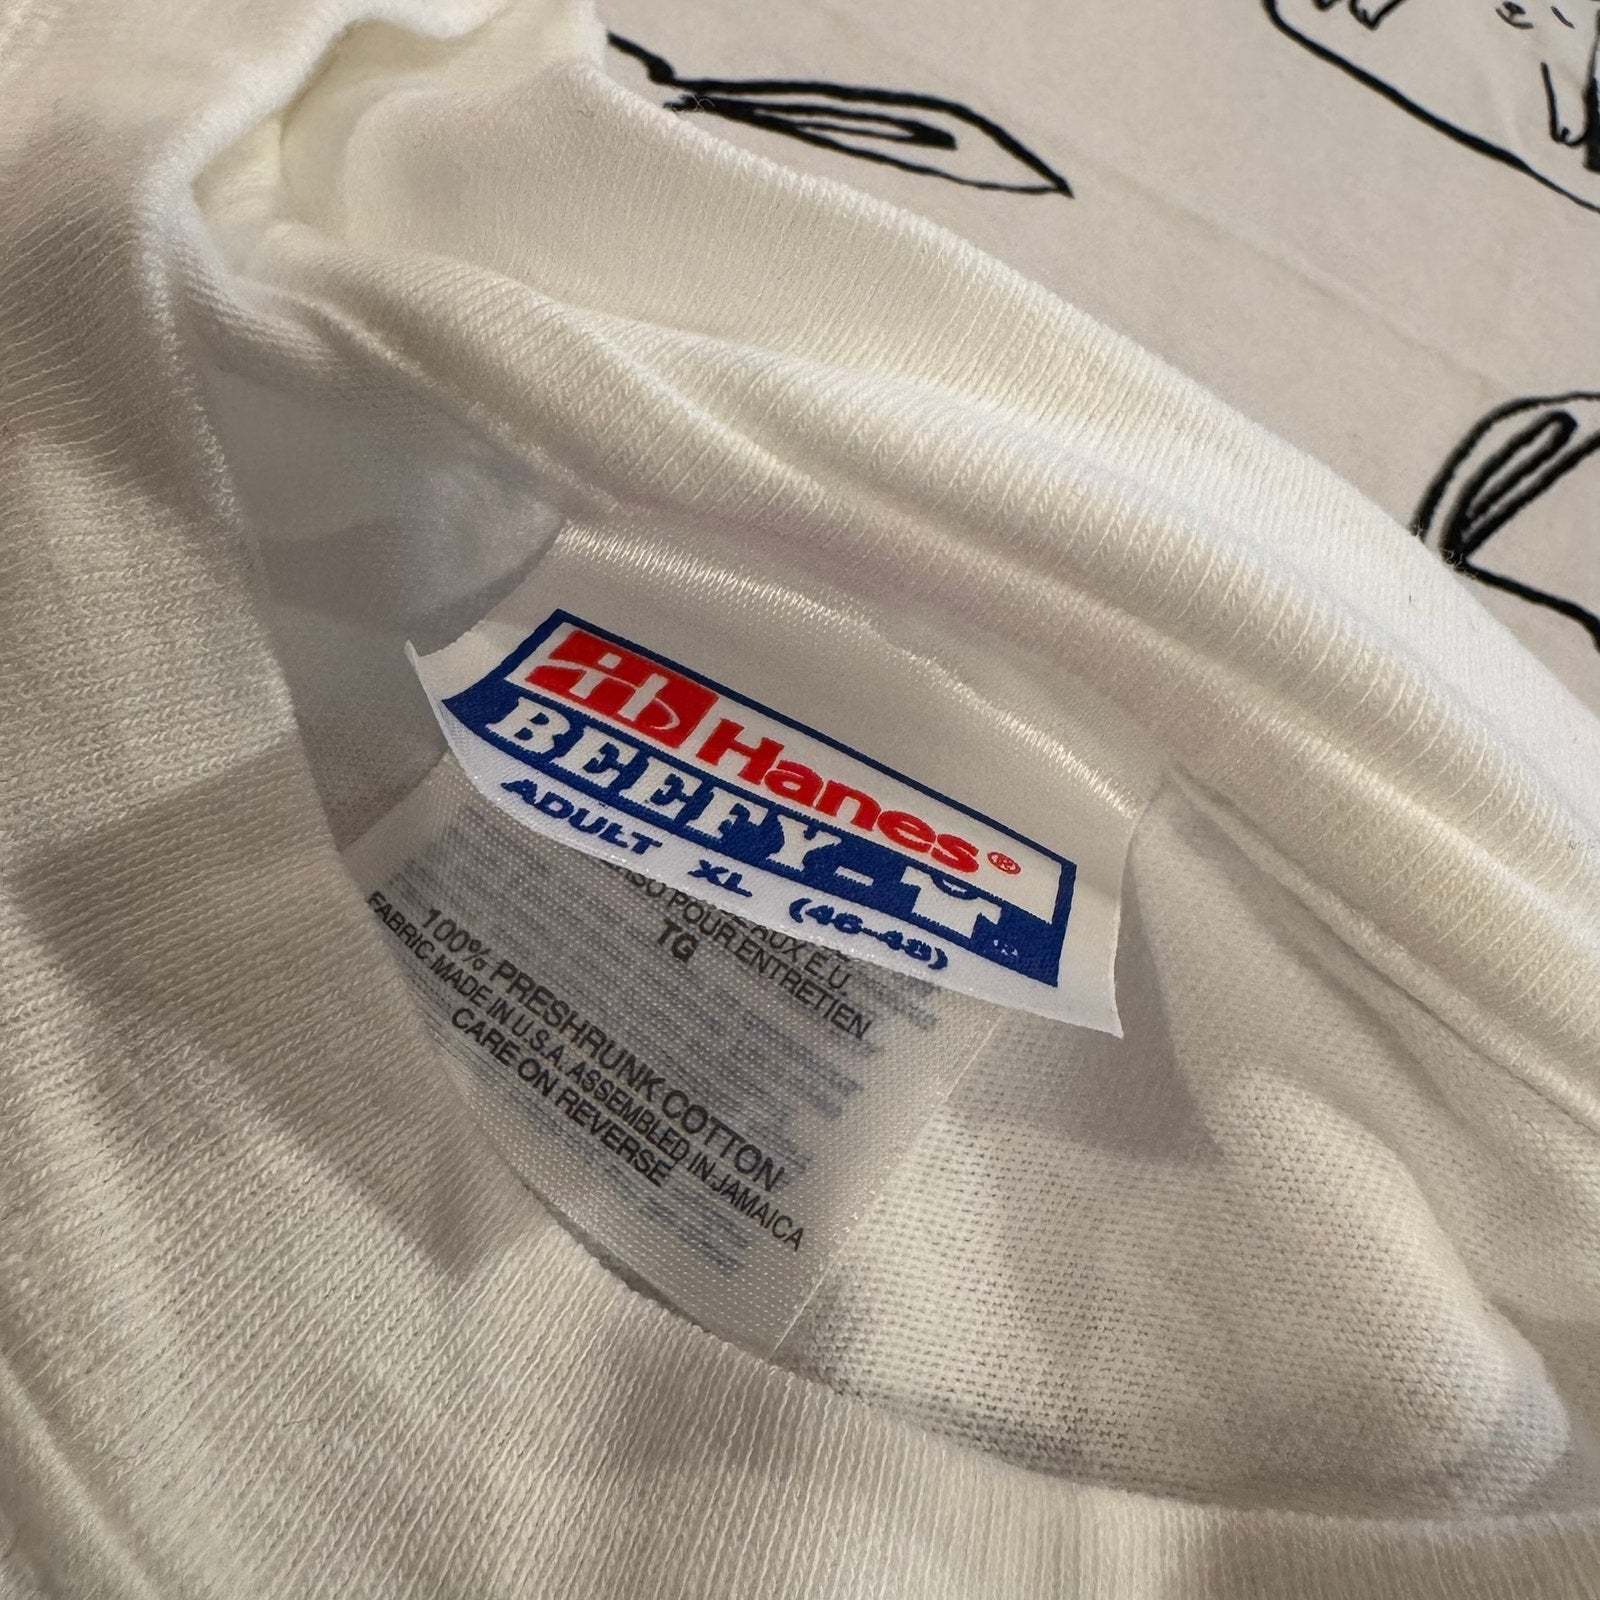 Hanes®
BEEFY-T®
ADULT XL (46-48)
POUR E.U.
POUR ENTRETIEN
TG
100% PRESHRUNK COTTON
FABRIC MADE IN U.S.A. ASSEMBLED IN JAMAICA
CARE ON REVERSE